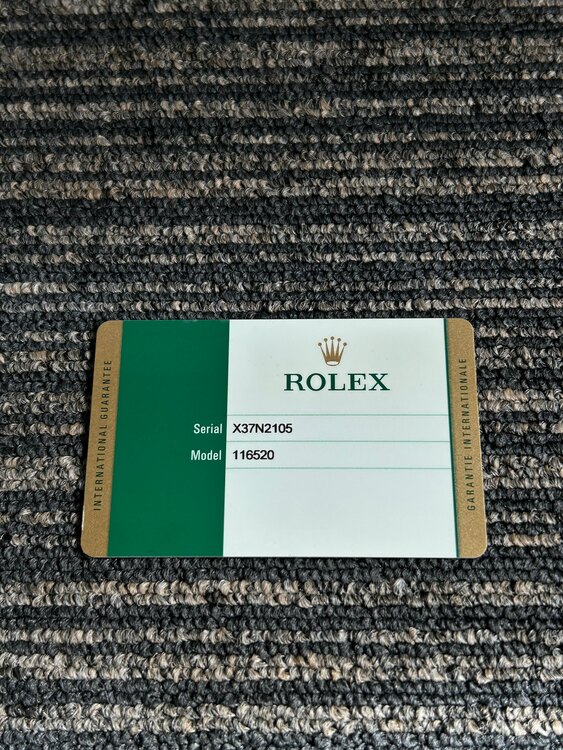 INTERNATIONAL GUARANTEE
ROLEX
Serial X37N2105
Model 116520
GARANTIE INTERNATIONALE